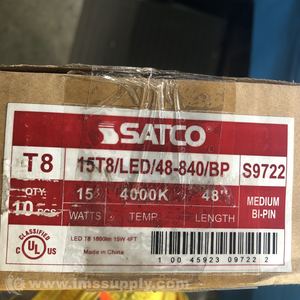 SATCO
T8 15T8/LED/48-840/BP S9722
QTY: 15 4000K 48" MEDIUM
10 PCS. WATTS TEMP. LENGTH BI-PIN
CLASSIFIED
C UL US
LED T8 15W 4FT
Made in China
1 00 45923 09722 2
© www.imssupply.com